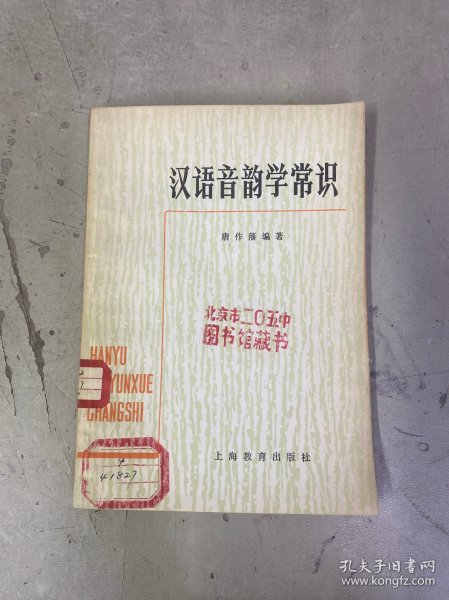 汉语音韵学常识
唐作藩编著
北京市二〇五中
图书馆藏书
HANYU
YUNXUE
CHANGSHI
4
41827
上海教育出版社
孔夫子旧书网
www.kongfz.com